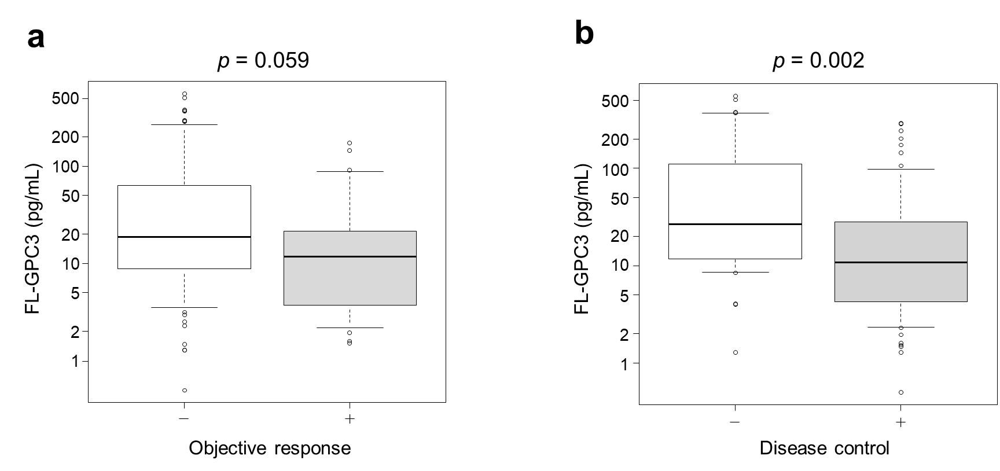 a
p = 0.059
FL-GPC3 (pg/mL)
500
200
100
50
20
10
5
2
1
− +
Objective response
b
p = 0.002
FL-GPC3 (pg/mL)
500
200
100
50
20
10
5
2
1
− +
Disease control